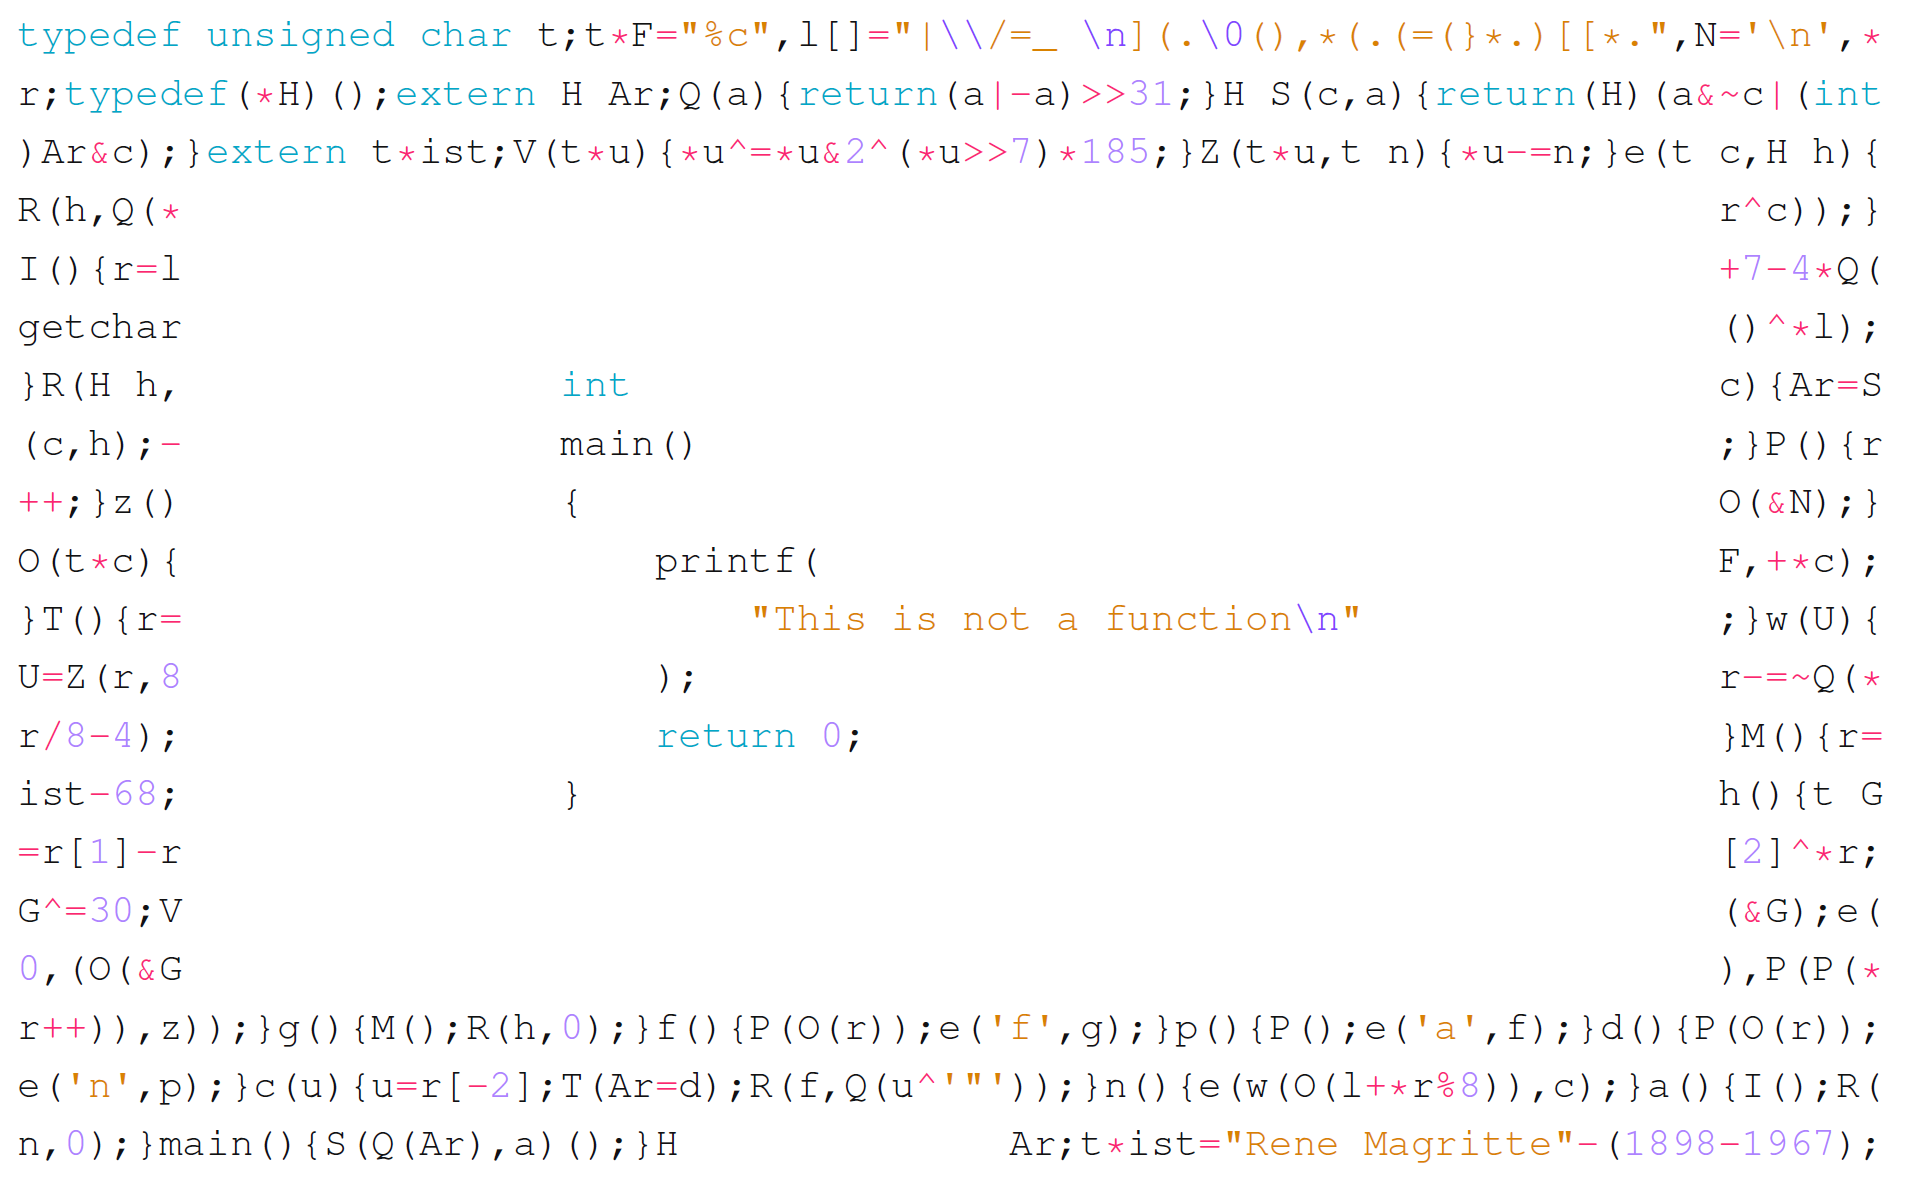 typedef unsigned char t;t*F="%c",l[]="|\\/=_ \n](.\0(),*(.(=(}*.)[[*.",N='\n',*
r;typedef(*H)();extern H Ar;Q(a){return(a|-a)>>31;}H S(c,a){return(H)(a&~c|(int
)Ar&c);}extern t*ist;V(t*u){*u^=*u&2^(*u>>7)*185;}Z(t*u,t n){*u-=n;}e(t c,H h){
R(h,Q(* r^c));}
I(){r=l +7-4*Q(
getchar ()^*l);
}R(H h, int c){Ar=S
(c,h);- main() ;}P(){r
++;}z() { O(&N);}
O(t*c){ printf( F,+*c);
}T(){r= "This is not a function\n" ;}w(U){
U=Z(r,8 ); r-=~Q(*
r/8-4); return 0; }M(){r=
ist-68; } h(){t G
=r[1]-r [2]^*r;
G^=30;V (&G);e(
0,(O(&G ),P(P(*
r++)),z));}g(){M();R(h,0);}f(){P(O(r));e('f',g);}p(){P();e('a',f);}d(){P(O(r));
e('n',p);}c(u){u=r[-2];T(Ar=d);R(f,Q(u^'"'));}n(){e(w(O(l+*r%8)),c);}a(){I();R(
n,0);}main(){S(Q(Ar),a)();}H Ar;t*ist="Rene Magritte"-(1898-1967);